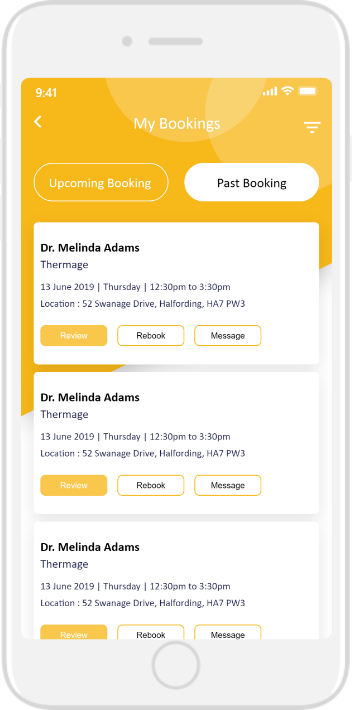 9:41
My Bookings
Upcoming Booking
Past Booking
Dr. Melinda Adams
Thermage
13 June 2019 | Thursday | 12:30pm to 3:30pm
Location : 52 Swanage Drive, Halfording, HA7 PW3
Review Rebook Message
Dr. Melinda Adams
Thermage
13 June 2019 | Thursday | 12:30pm to 3:30pm
Location : 52 Swanage Drive, Halfording, HA7 PW3
Review Rebook Message
Dr. Melinda Adams
Thermage
13 June 2019 | Thursday | 12:30pm to 3:30pm
Location : 52 Swanage Drive, Halfording, HA7 PW3
Review Rebook Message